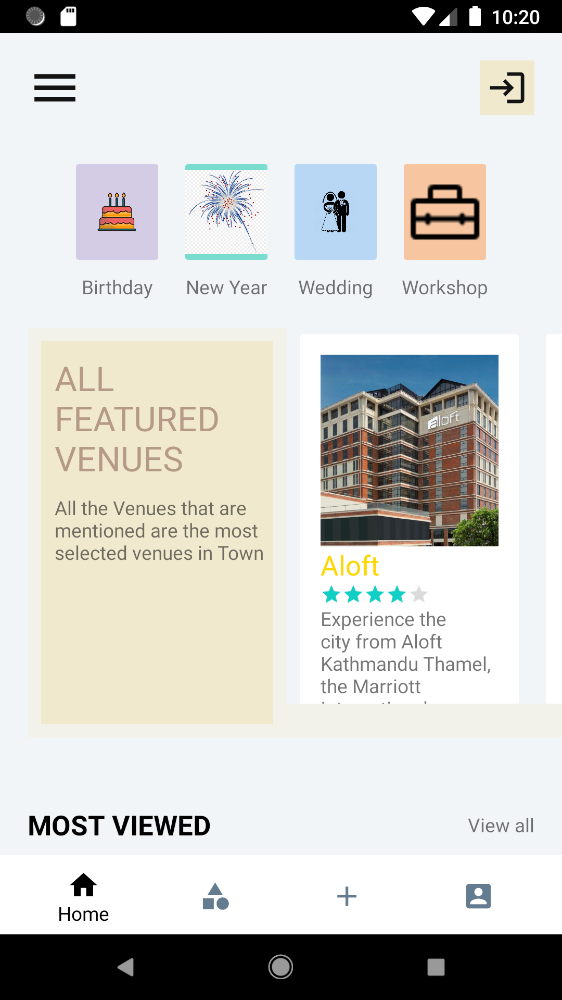 10:20
Birthday
New Year
Wedding
Workshop
ALL
FEATURED
VENUES
All the Venues that are
mentioned are the most
selected venues in Town
aloft
Aloft
Experience the
city from Aloft
Kathmandu Thamel,
the Marriott
MOST VIEWED
View all
Home